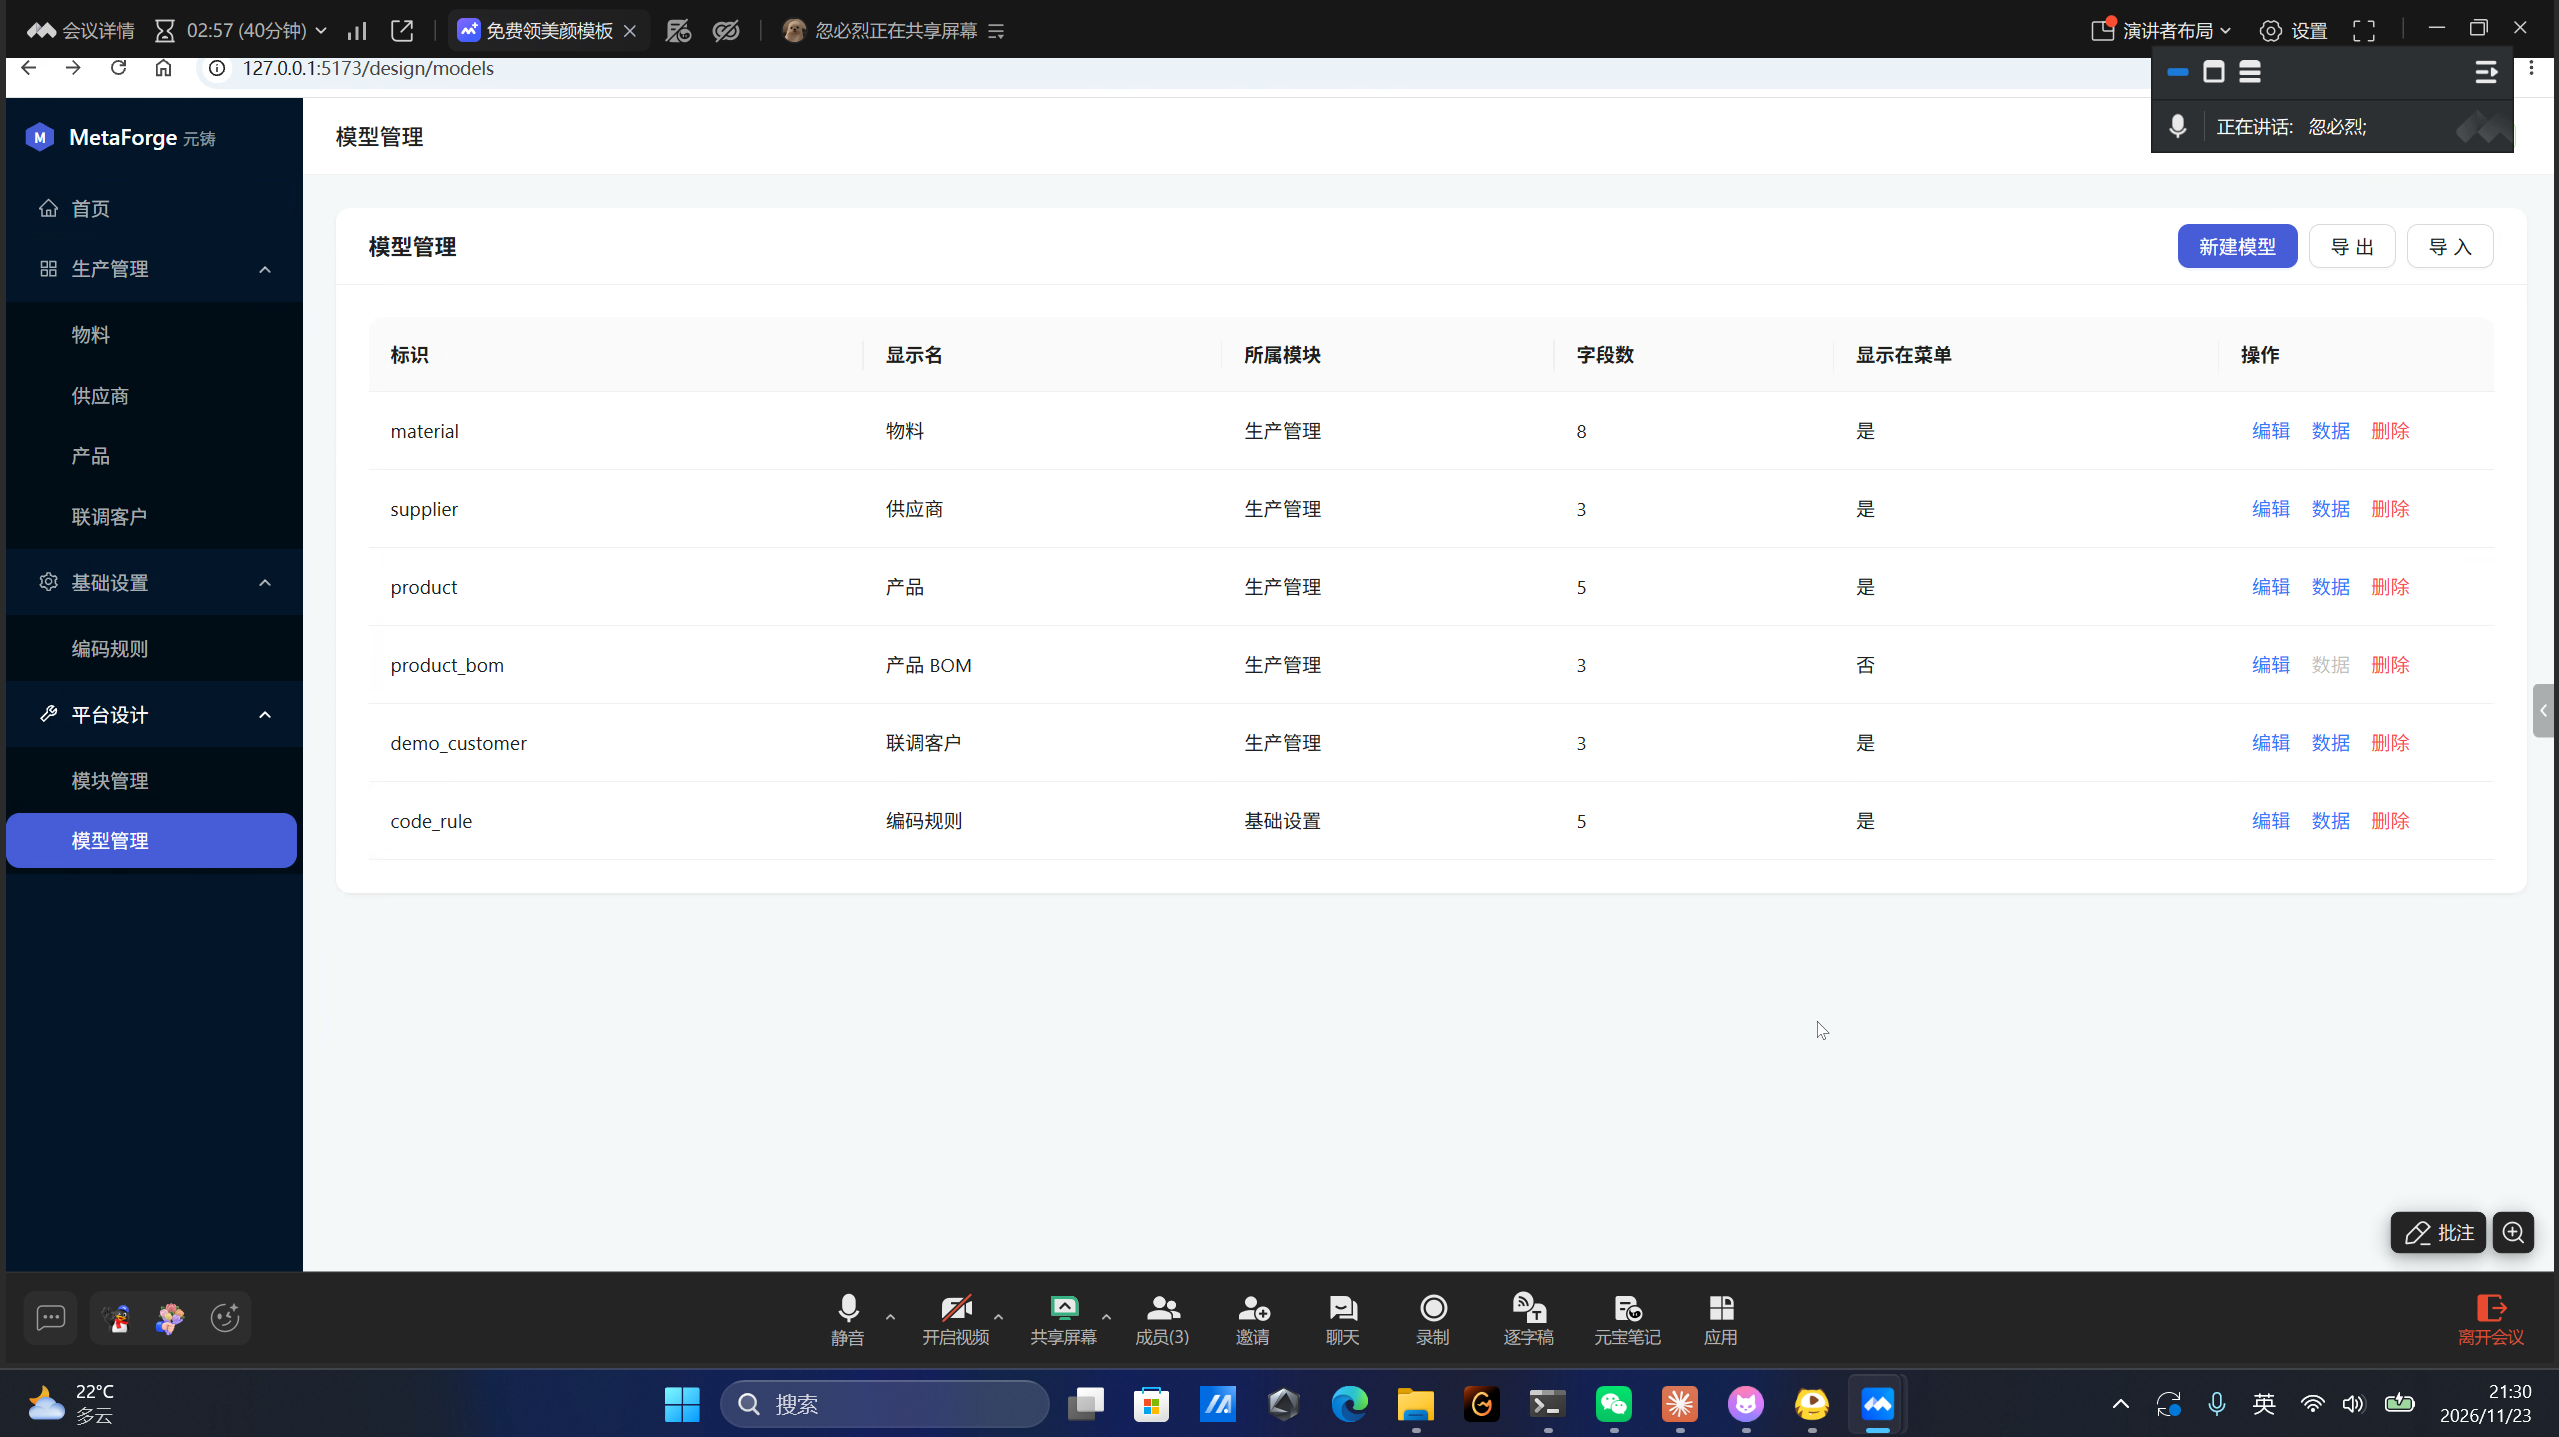 会议详情 02:57 (40分钟) 免费领美颜模板 忽必烈正在共享屏幕 演讲者布局 设置
127.0.0.1:5173/design/models
正在讲话: 忽必烈;
M MetaForge 元铸
首页
生产管理
物料
供应商
产品
联调客户
基础设置
编码规则
平台设计
模块管理
模型管理
模型管理
模型管理 新建模型 导 出 导 入
标识 显示名 所属模块 字段数 显示在菜单 操作
material 物料 生产管理 8 是 编辑 数据 删除
supplier 供应商 生产管理 3 是 编辑 数据 删除
product 产品 生产管理 5 是 编辑 数据 删除
product_bom 产品 BOM 生产管理 3 否 编辑 数据 删除
demo_customer 联调客户 生产管理 3 是 编辑 数据 删除
code_rule 编码规则 基础设置 5 是 编辑 数据 删除
批注
静音 开启视频 共享屏幕 成员(3) 邀请 聊天 录制 逐字稿 元宝笔记 应用 离开会议
22°C
多云
搜索
英
21:30
2026/11/23